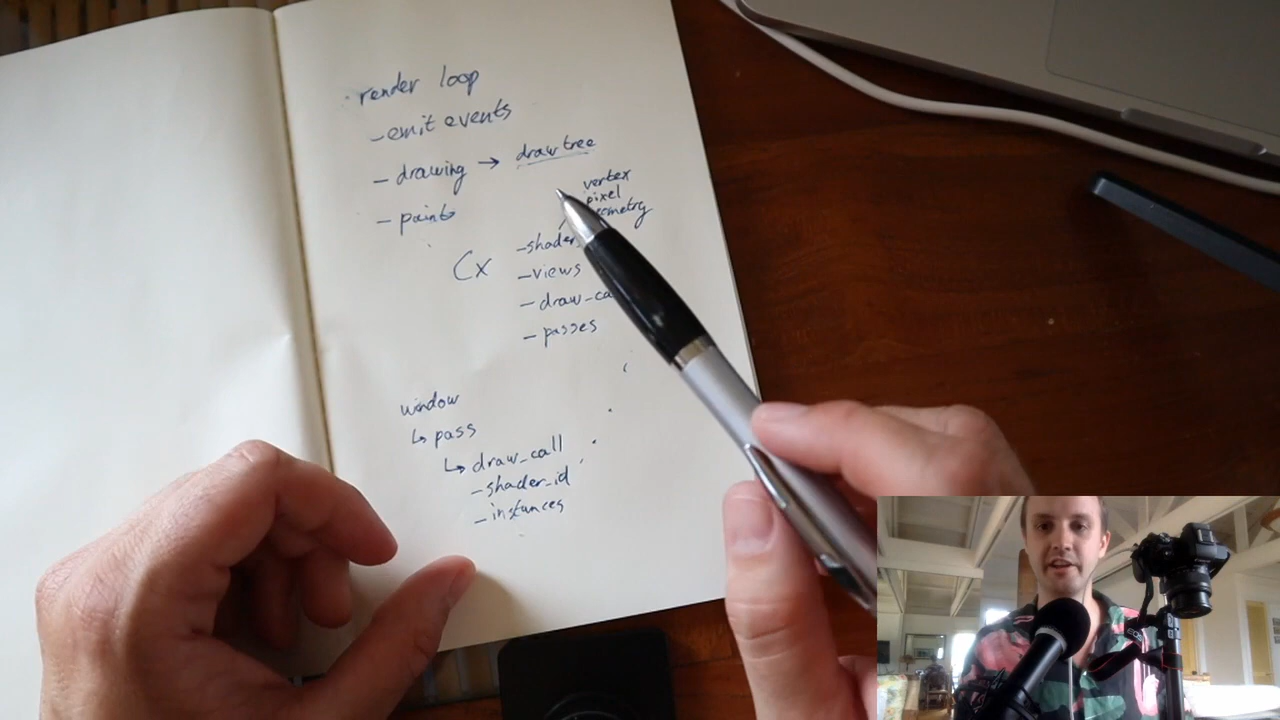 render loop
- emit events
- drawing → draw tree
- paint
vertex
pixel
Cx
- views
- passes
window
↳ pass
↳ draw_call
- shader_id
- instances